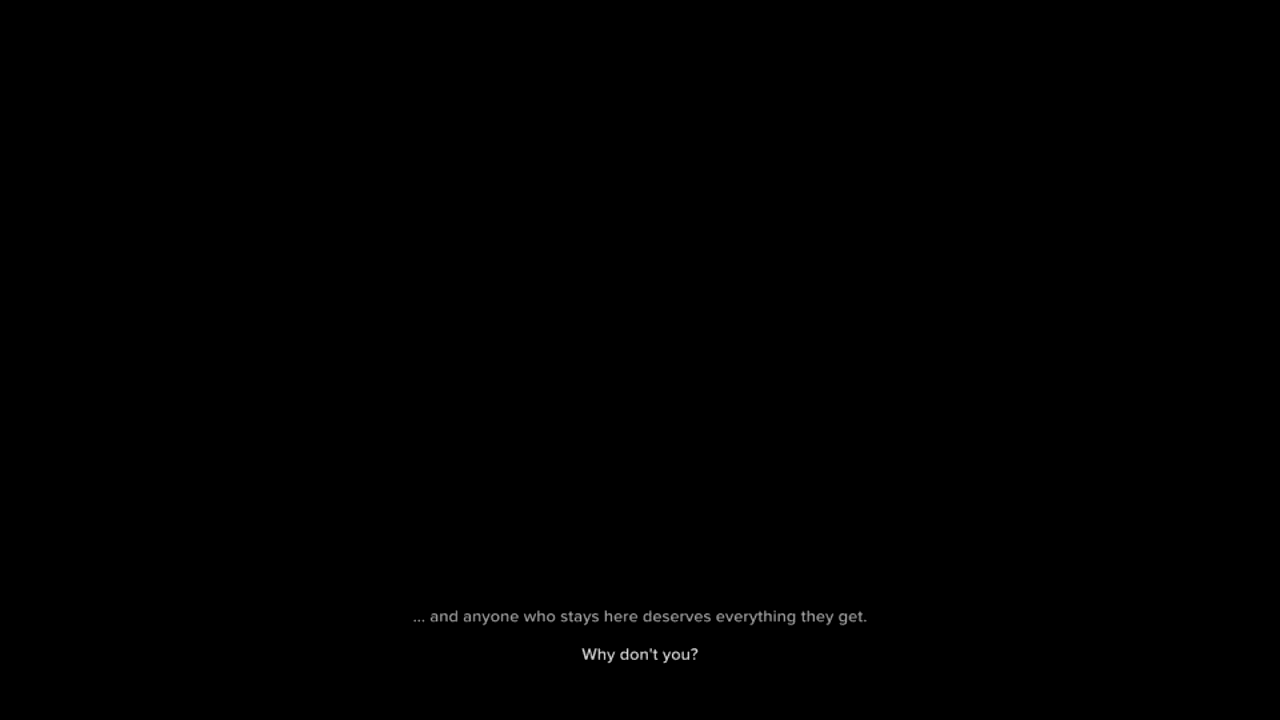 ... and anyone who stays here deserves everything they get.
Why don't you?